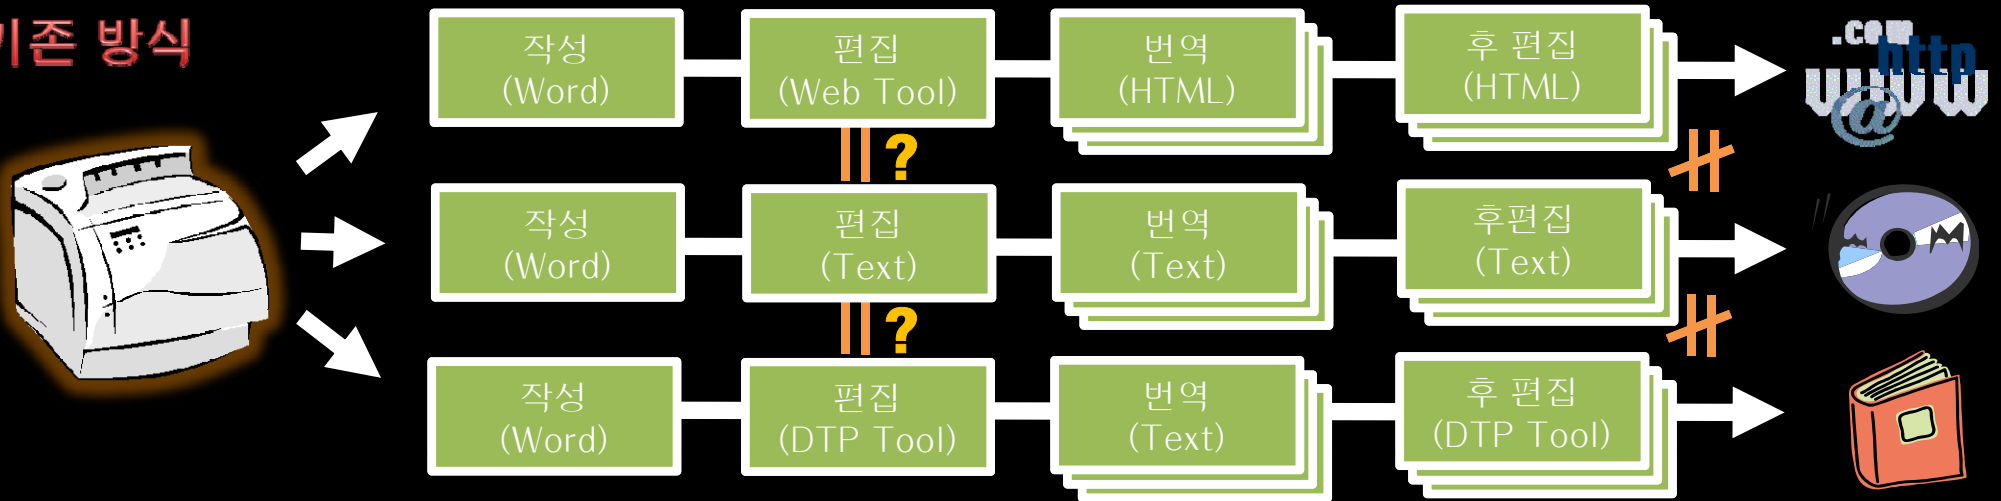 기존 방식
작성
(Word)
편집
(Web Tool)
번역
(HTML)
후 편집
(HTML)
.com
http
www
@
?
작성
(Word)
편집
(Text)
번역
(Text)
후편집
(Text)
?
작성
(Word)
편집
(DTP Tool)
번역
(Text)
후 편집
(DTP Tool)